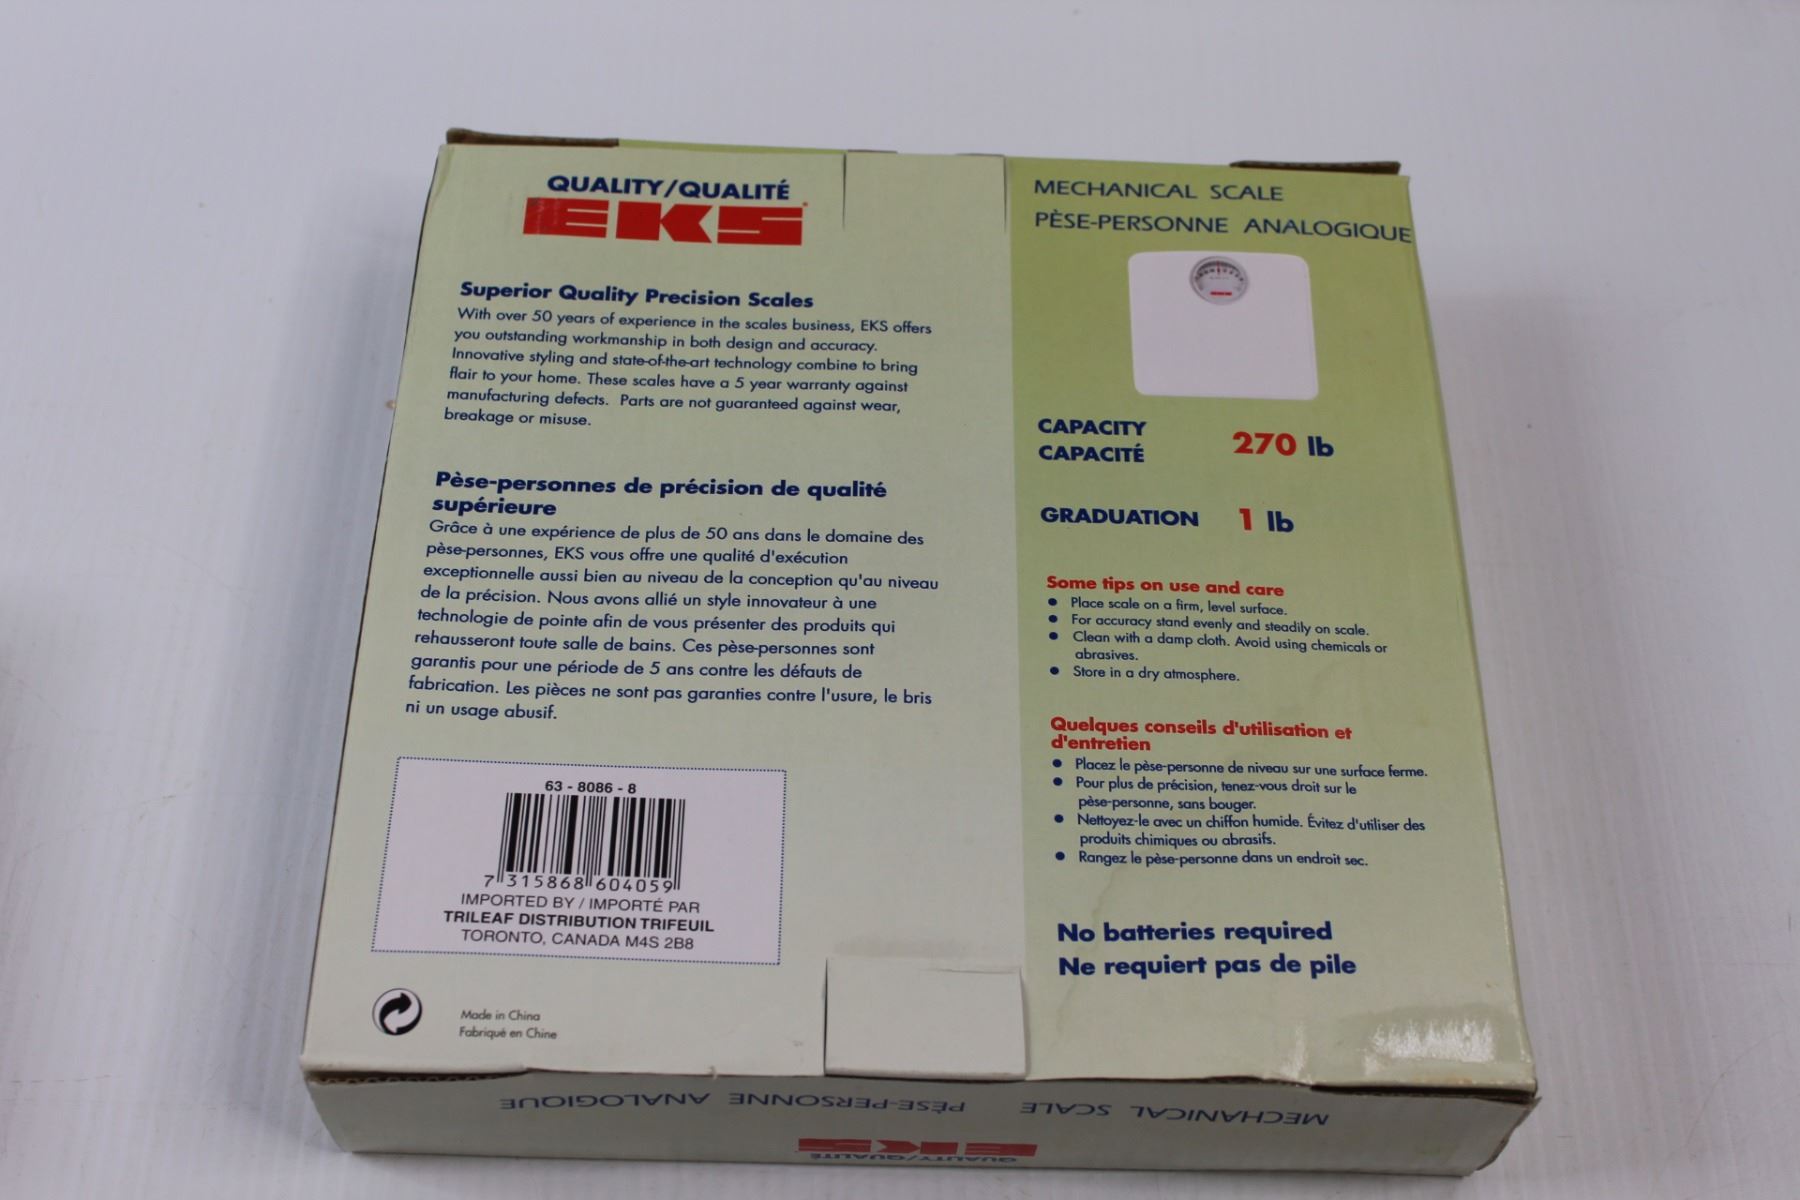 QUALITY/QUALITÉ
EKS
Superior Quality Precision Scales
With over 50 years of experience in the scales business, EKS offers
you outstanding workmanship in both design and accuracy.
Innovative styling and state-of-the-art technology combine to bring
flair to your home. These scales have a 5 year warranty against
manufacturing defects. Parts are not guaranteed against wear,
breakage or misuse.
Pèse-personnes de précision de qualité
supérieure
Grâce à une expérience de plus de 50 ans dans le domaine des
pèse-personnes, EKS vous offre une qualité d'exécution
exceptionnelle aussi bien au niveau de la conception qu'au niveau
de la précision. Nous avons allié un style innovateur à une
technologie de pointe afin de vous présenter des produits qui
rehausseront toute salle de bains. Ces pèse-personnes sont
garantis pour une période de 5 ans contre les défauts de
fabrication. Les pièces ne sont pas garanties contre l'usure, le bris
ni un usage abusif.
63 - 8086 - 8
7 315868 604059
IMPORTED BY / IMPORTÉ PAR
TRILEAF DISTRIBUTION TRIFEUIL
TORONTO, CANADA M4S 2B8
Made in China
Fabriqué en Chine
MECHANICAL SCALE
PÈSE-PERSONNE ANALOGIQUE
CAPACITY
CAPACITÉ
270 lb
GRADUATION 1 lb
Some tips on use and care
• Place scale on a firm, level surface.
• For accuracy stand evenly and steadily on scale.
• Clean with a damp cloth. Avoid using chemicals or
abrasives.
• Store in a dry atmosphere.
Quelques conseils d'utilisation et
d'entretien
• Placez le pèse-personne de niveau sur une surface ferme.
• Pour plus de précision, tenez-vous droit sur le
pèse-personne, sans bouger.
• Nettoyez-le avec un chiffon humide. Évitez d'utiliser des
produits chimiques ou abrasifs.
• Rangez le pèse-personne dans un endroit sec.
No batteries required
Ne requiert pas de pile
MECHANICAL SCALE PÈSE-PERSONNE ANALOGIQUE
QUALITY/QUALITÉ
EKS